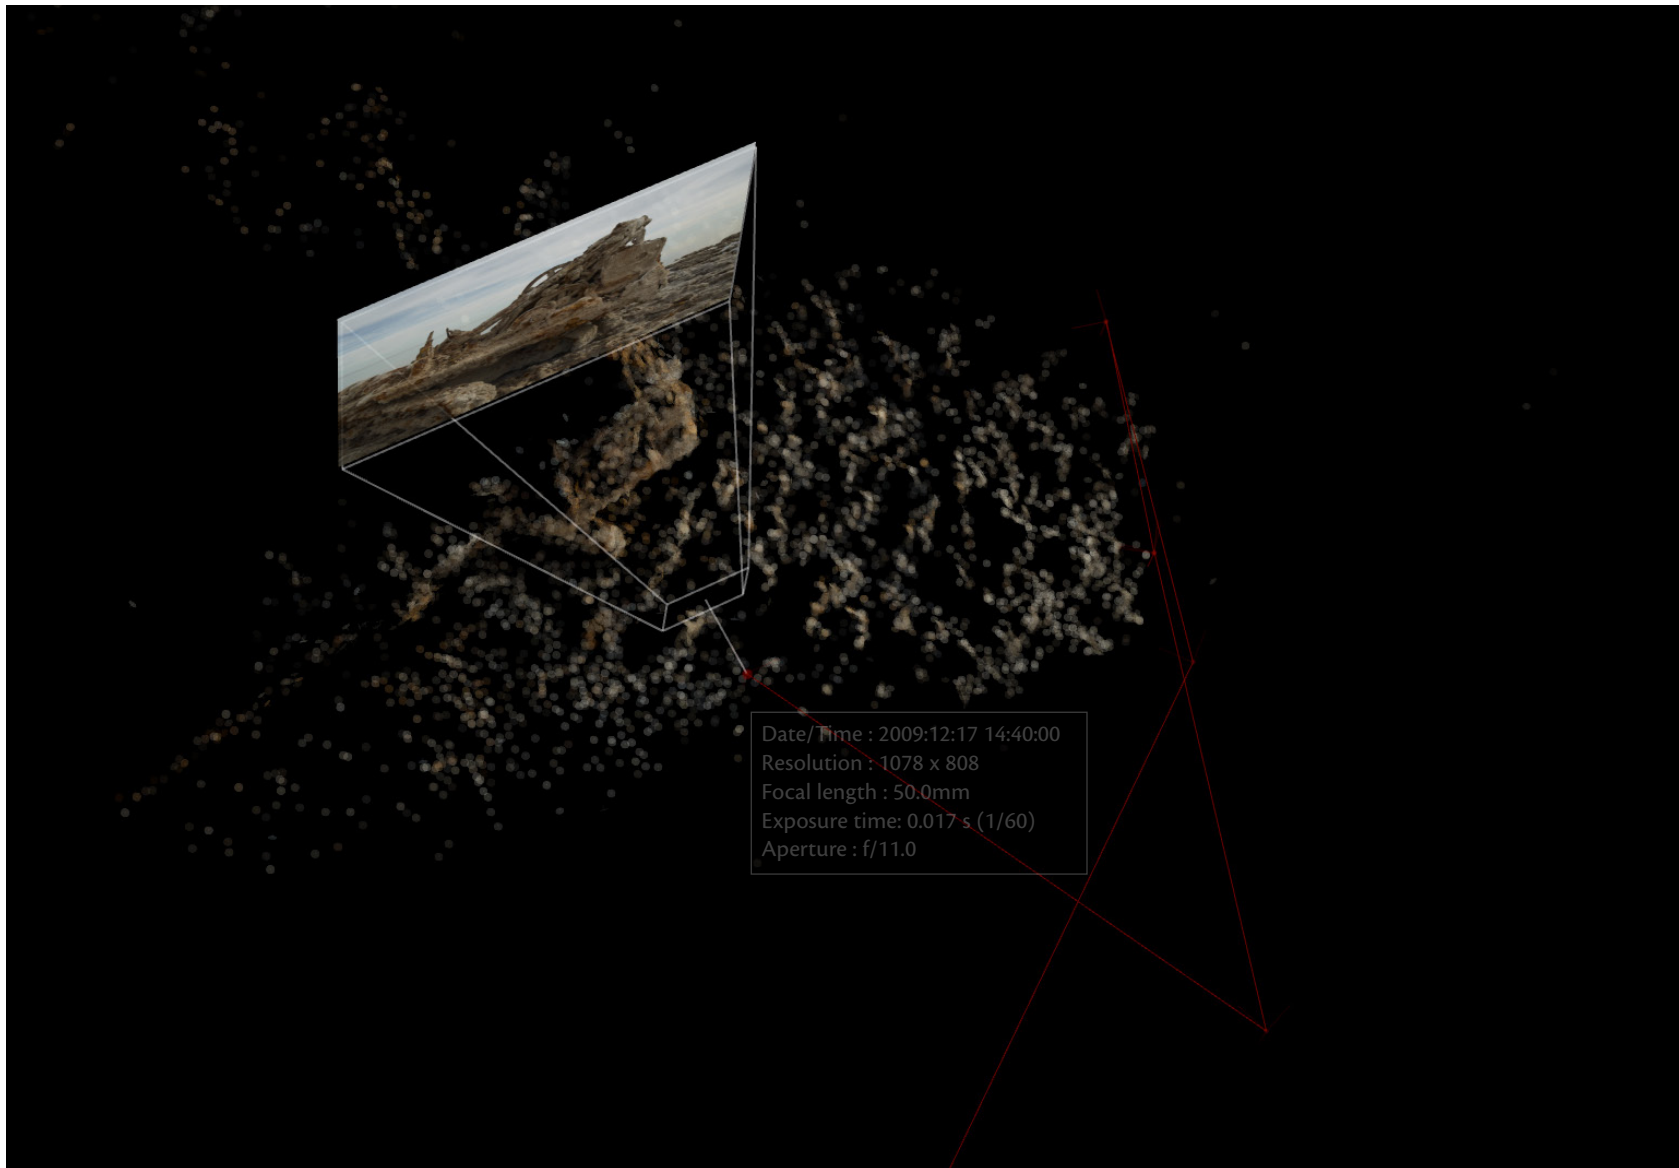 Date/Time : 2009:12:17 14:40:00
Resolution : 1078 x 808
Focal length : 50.0mm
Exposure time: 0.017 s (1/60)
Aperture : f/11.0